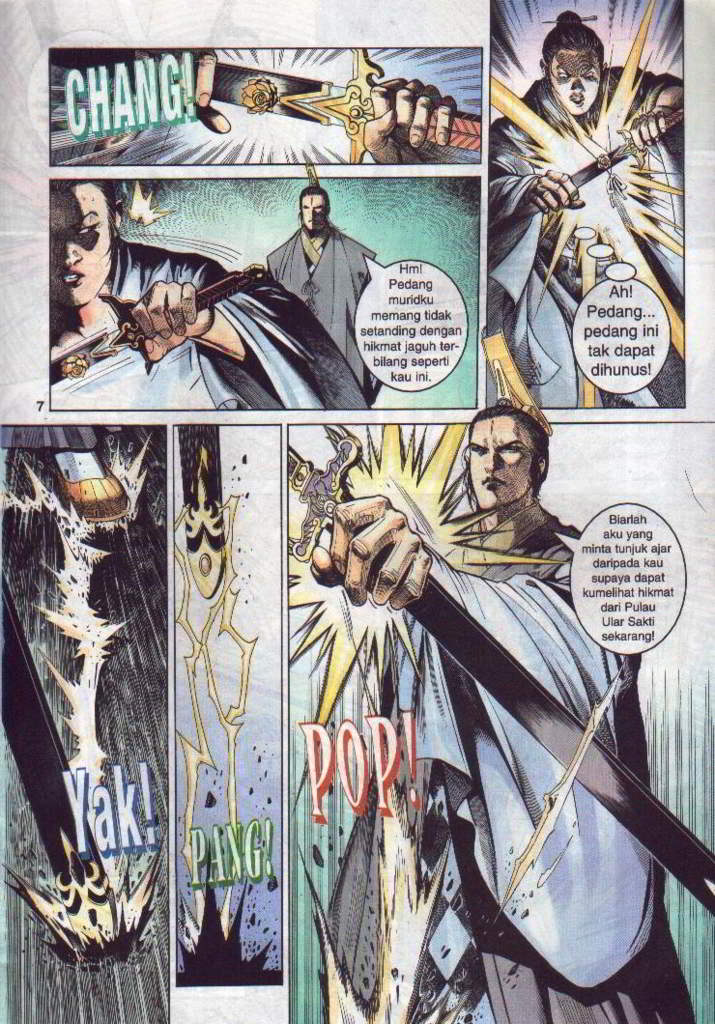 CHANG!
Hm!
Pedang
muridku
memang tidak
setanding dengan
hikmat jaguh ter-
bilang seperti
kau ini.
Ah!
Pedang...
pedang ini
tak dapat
dihunus!
7
Yak!
PANG!
POP!
Biarlah
aku yang
minta tunjuk ajar
daripada kau
supaya dapat
kumelihat hikmat
dari Pulau
Ular Sakti
sekarang!